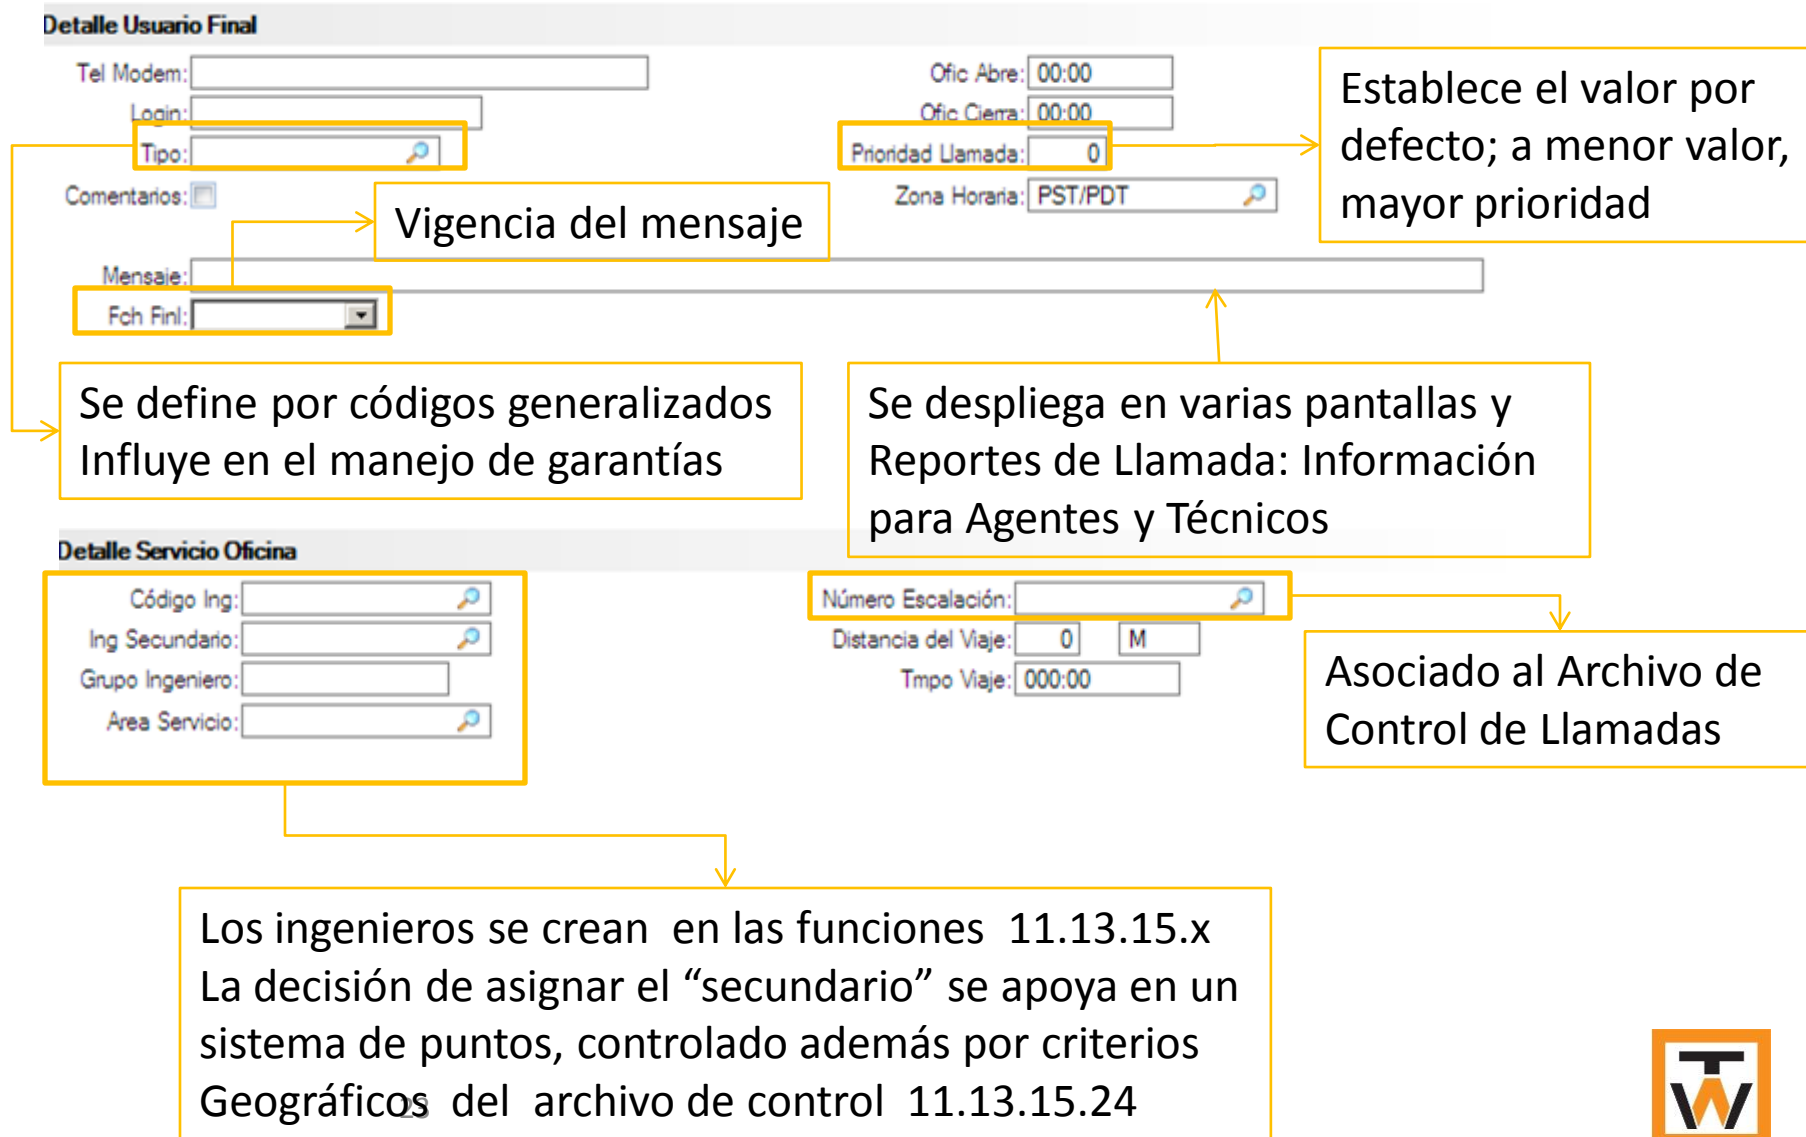 Detalle Usuario Final
Tel Modem:
Ofic Abre: 00:00
Login:
Ofic Cierra: 00:00
Tipo:
Prioridad Llamada: 0
Comentarios:
Zona Horaria: PST/PDT
Establece el valor por
defecto; a menor valor,
mayor prioridad
Vigencia del mensaje
Mensaje:
Fch Finl:
Se define por códigos generalizados
Influye en el manejo de garantías
Se despliega en varias pantallas y
Reportes de Llamada: Información
para Agentes y Técnicos
Detalle Servicio Oficina
Código Ing:
Número Escalación:
Ing Secundario:
Distancia del Viaje: 0 M
Grupo Ingeniero:
Tmpo Viaje: 000:00
Area Servicio:
Asociado al Archivo de
Control de Llamadas
Los ingenieros se crean en las funciones 11.13.15.x
La decisión de asignar el “secundario” se apoya en un
sistema de puntos, controlado además por criterios
Geográficos del archivo de control 11.13.15.24
23
TW